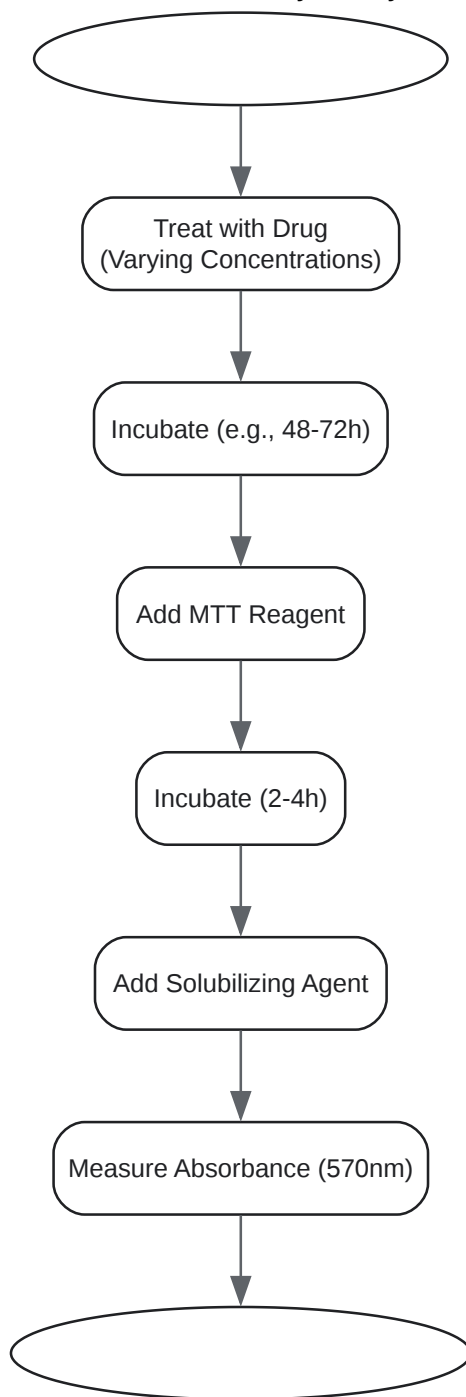 Treat with Drug
(Varying Concentrations)
Incubate (e.g., 48-72h)
Add MTT Reagent
Incubate (2-4h)
Add Solubilizing Agent
Measure Absorbance (570nm)